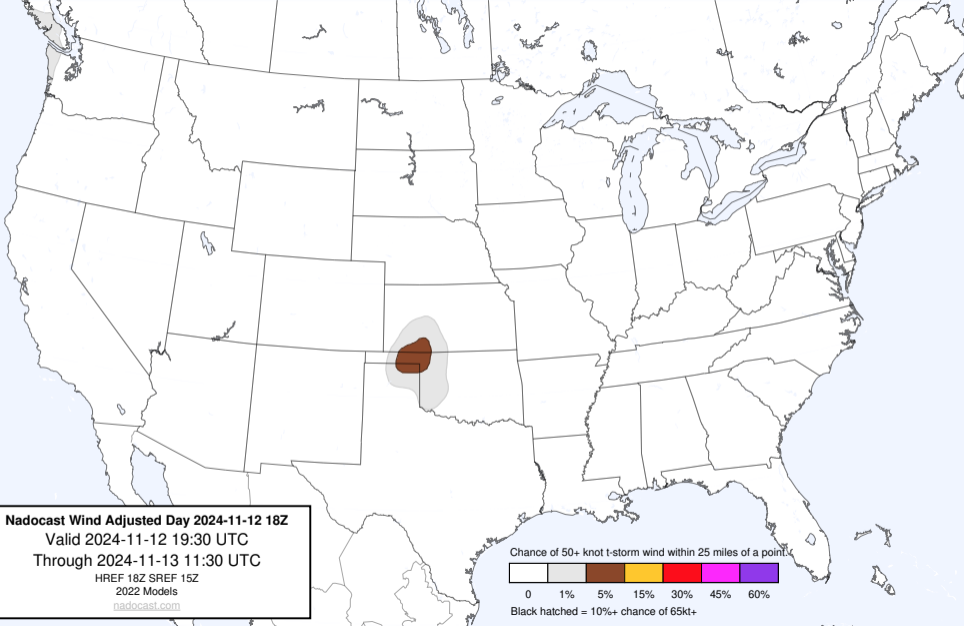 Nadocast Wind Adjusted Day 2024-11-12 18Z
Valid 2024-11-12 19:30 UTC
Through 2024-11-13 11:30 UTC
HREF 18Z SREF 15Z
2022 Models
nadocast.com
Chance of 50+ knot t-storm wind within 25 miles of a point.
0 1% 5% 15% 30% 45% 60%
Black hatched = 10%+ chance of 65kt+